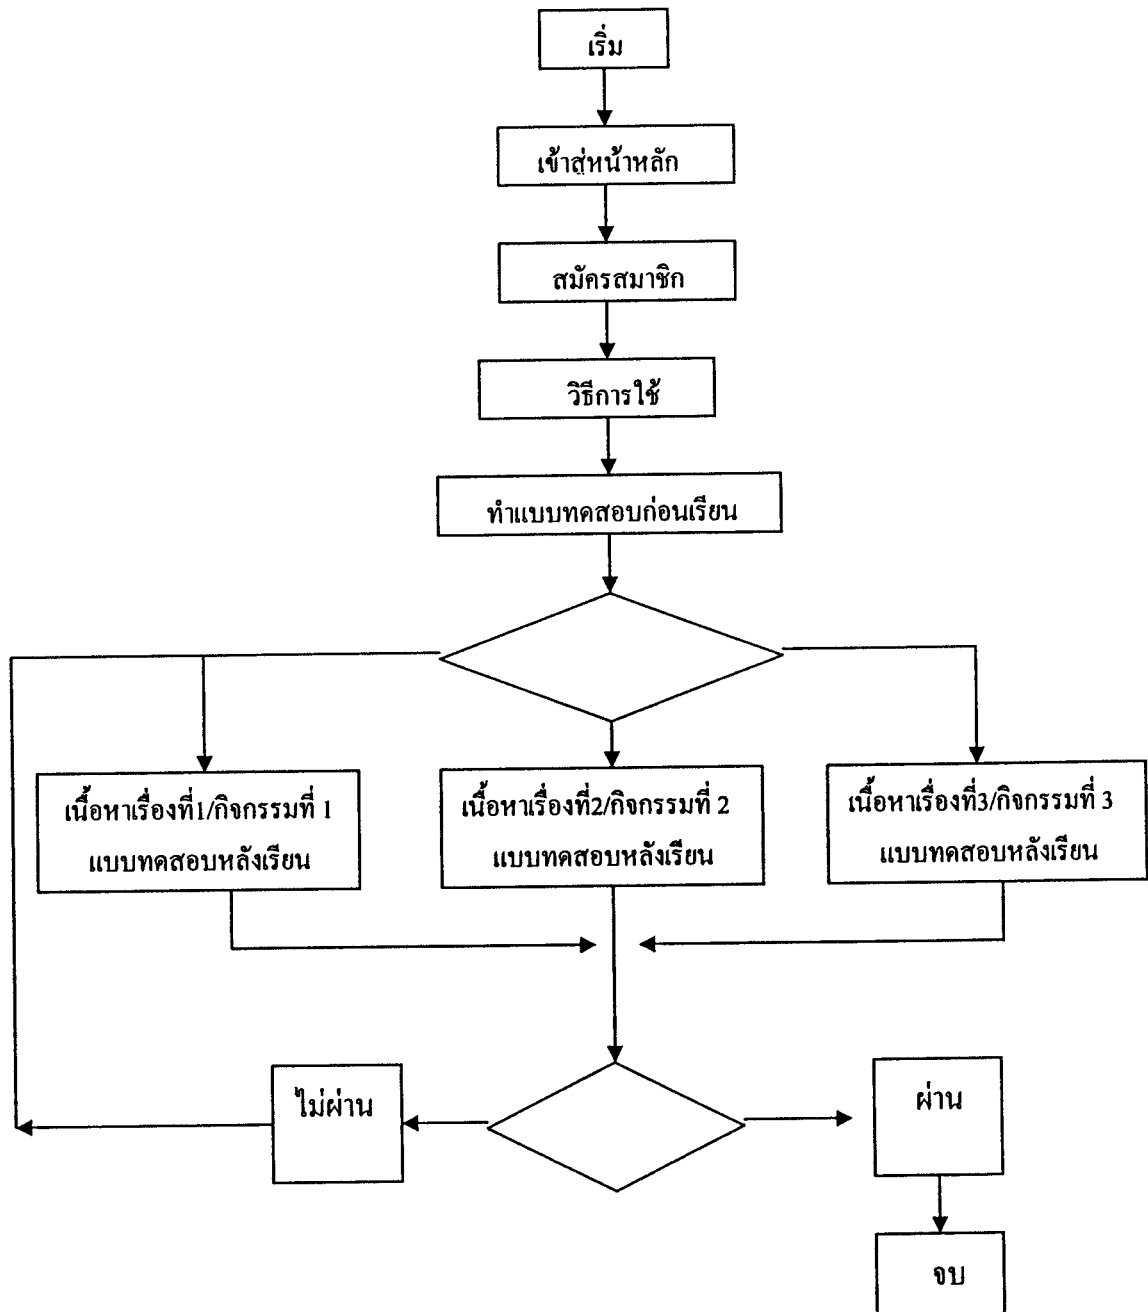 เริ่ม
เข้าสู่หน้าหลัก
สมัครสมาชิก
วิธีการใช้
ทำแบบทดสอบก่อนเรียน
เนื้อหาเรื่องที่1/กิจกรรมที่ 1
แบบทดสอบหลังเรียน
เนื้อหาเรื่องที่2/กิจกรรมที่ 2
แบบทดสอบหลังเรียน
เนื้อหาเรื่องที่3/กิจกรรมที่ 3
แบบทดสอบหลังเรียน
ไม่ผ่าน
ผ่าน
จบ